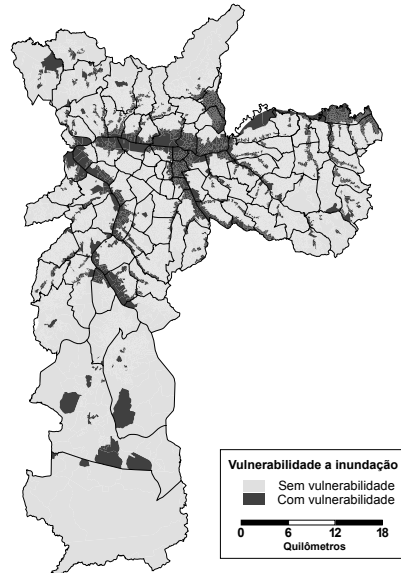 Vulnerabilidade a inundação
Sem vulnerabilidade
Com vulnerabilidade
0 6 12 18
Quilômetros